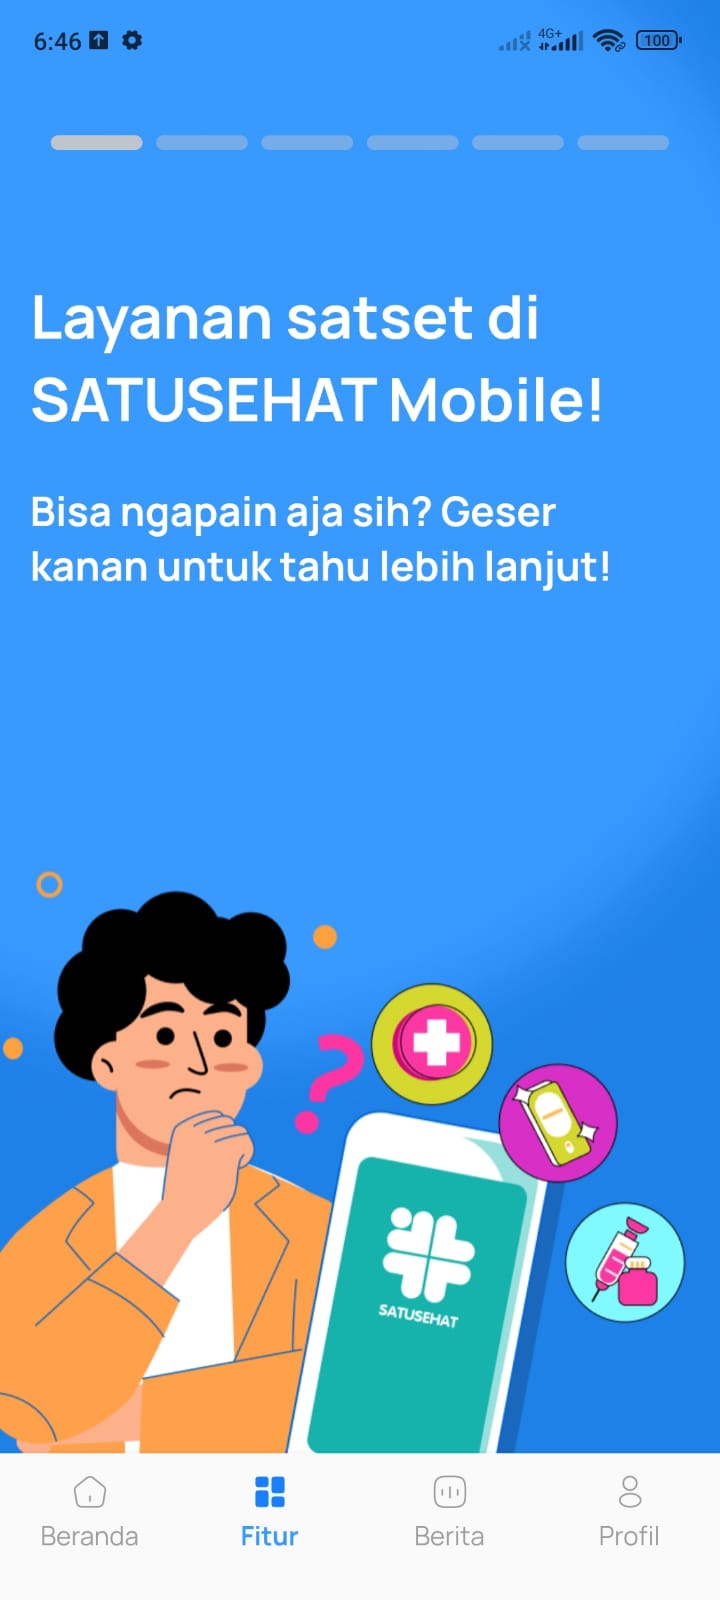 6:46
4G+
100
Layanan satset di
SATUSEHAT Mobile!
Bisa ngapain aja sih? Geser
kanan untuk tahu lebih lanjut!
SATUSEHAT
Beranda
Fitur
Berita
Profil